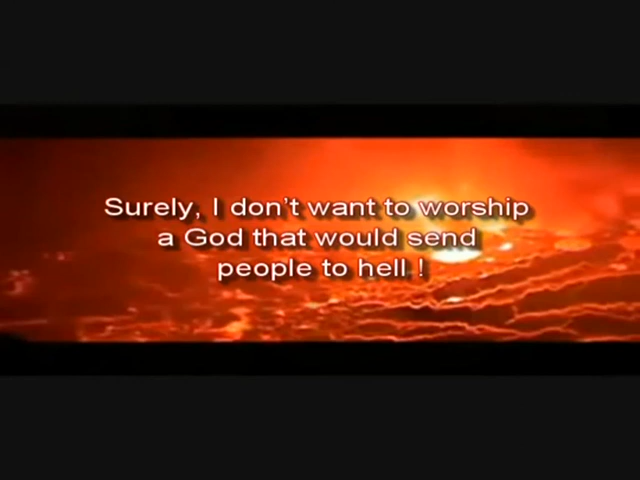 Surely, I don't want to worship
a God that would send
people to hell !